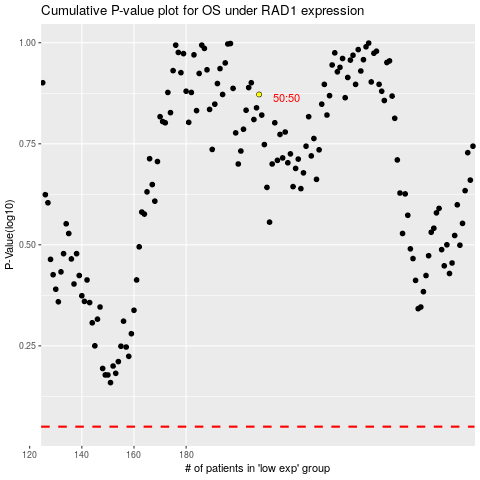 Cumulative P-value plot for OS under RAD1 expression
P-Value(log10)
1.00
0.75
0.50
0.25
50:50
120 140 160 180
# of patients in 'low exp' group